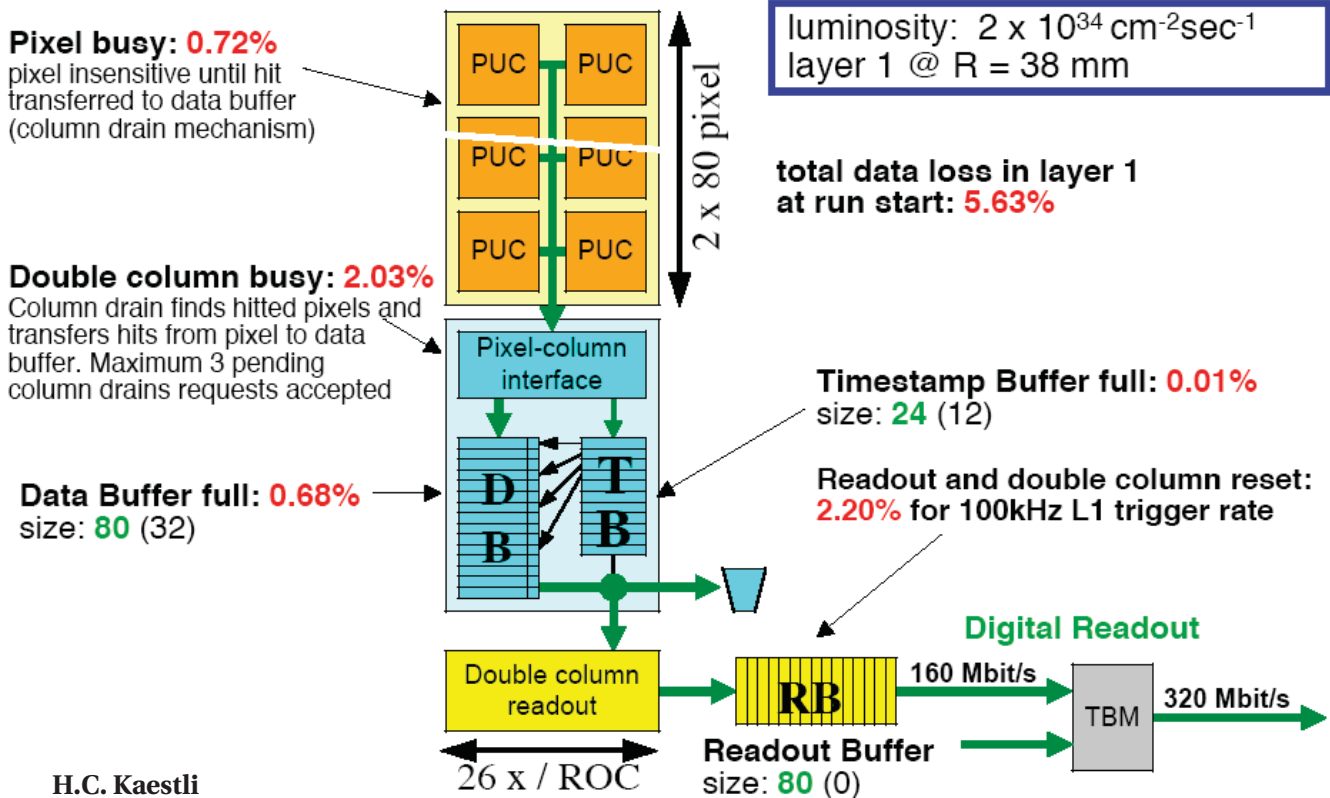 Pixel busy: 0.72%
pixel insensitive until hit
transferred to data buffer
(column drain mechanism)
PUC PUC
PUC PUC
PUC PUC
2 x 80 pixel
luminosity: 2 x 10³⁴ cm⁻²sec⁻¹
layer 1 @ R = 38 mm
total data loss in layer 1
at run start: 5.63%
Double column busy: 2.03%
Column drain finds hitted pixels and
transfers hits from pixel to data
buffer. Maximum 3 pending
column drains requests accepted
Pixel-column
interface
Timestamp Buffer full: 0.01%
size: 24 (12)
D
B
T
B
Data Buffer full: 0.68%
size: 80 (32)
Readout and double column reset:
2.20% for 100kHz L1 trigger rate
Digital Readout
Double column
readout
RB
160 Mbit/s
TBM
320 Mbit/s
Readout Buffer
size: 80 (0)
26 x / ROC
H.C. Kaestli